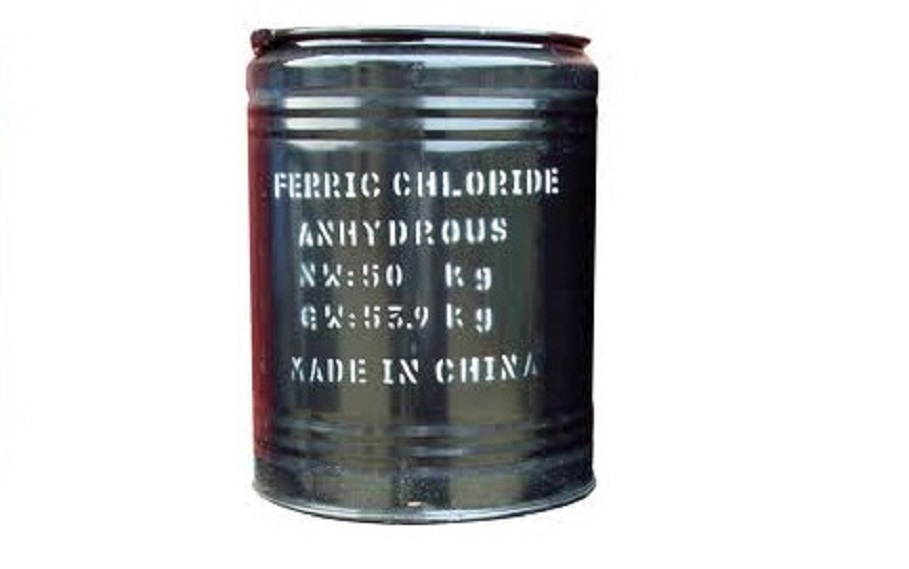 FERRIC CHLORIDE
ANHYDROUS
NW:50 kg
GW:53.9 kg
MADE IN CHINA